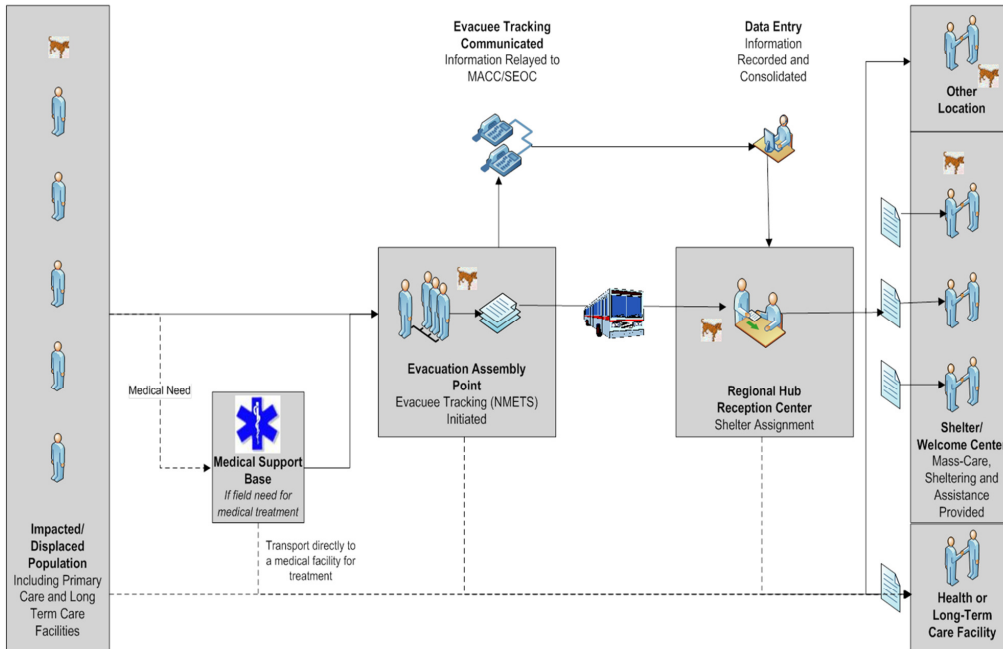 Evacuee Tracking
Communicated
Information Relayed to
MACC/SEOC
Data Entry
Information
Recorded and
Consolidated
Other
Location
Medical Need
Evacuation Assembly
Point
Evacuee Tracking (NMETS)
Initiated
Regional Hub
Reception Center
Shelter Assignment
Shelter/
Welcome Center
Mass-Care,
Sheltering and
Assistance
Provided
Medical Support
Base
If field need for
medical treatment
Impacted/
Displaced
Population
Including Primary
Care and Long
Term Care
Facilities
Transport directly to
a medical facility for
treatment
Health or
Long-Term
Care Facility